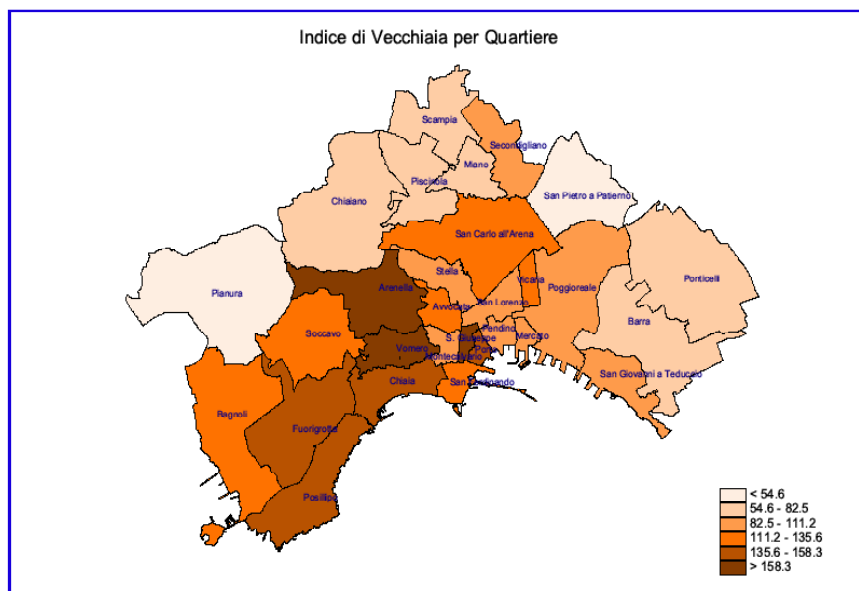 Indice di Vecchiaia per Quartiere
Scampia
Secondigliano
Miano
Piscinola
San Pietro a Patierno
Chiaiano
San Carlo all'Arena
Stella
Vicaria
Poggioreale
Ponticelli
Pianura
Arenella
San Lorenzo
Avvocata
Barra
Soccavo
Pendino
S. Giuseppe
Mercato
Vomero
Porto
Montecalvario
San Giovanni a Teduccio
Chiaia
San Ferdinando
Bagnoli
Fuorigrotta
Posillipo
< 54.6
54.6 - 82.5
82.5 - 111.2
111.2 - 135.6
135.6 - 158.3
> 158.3